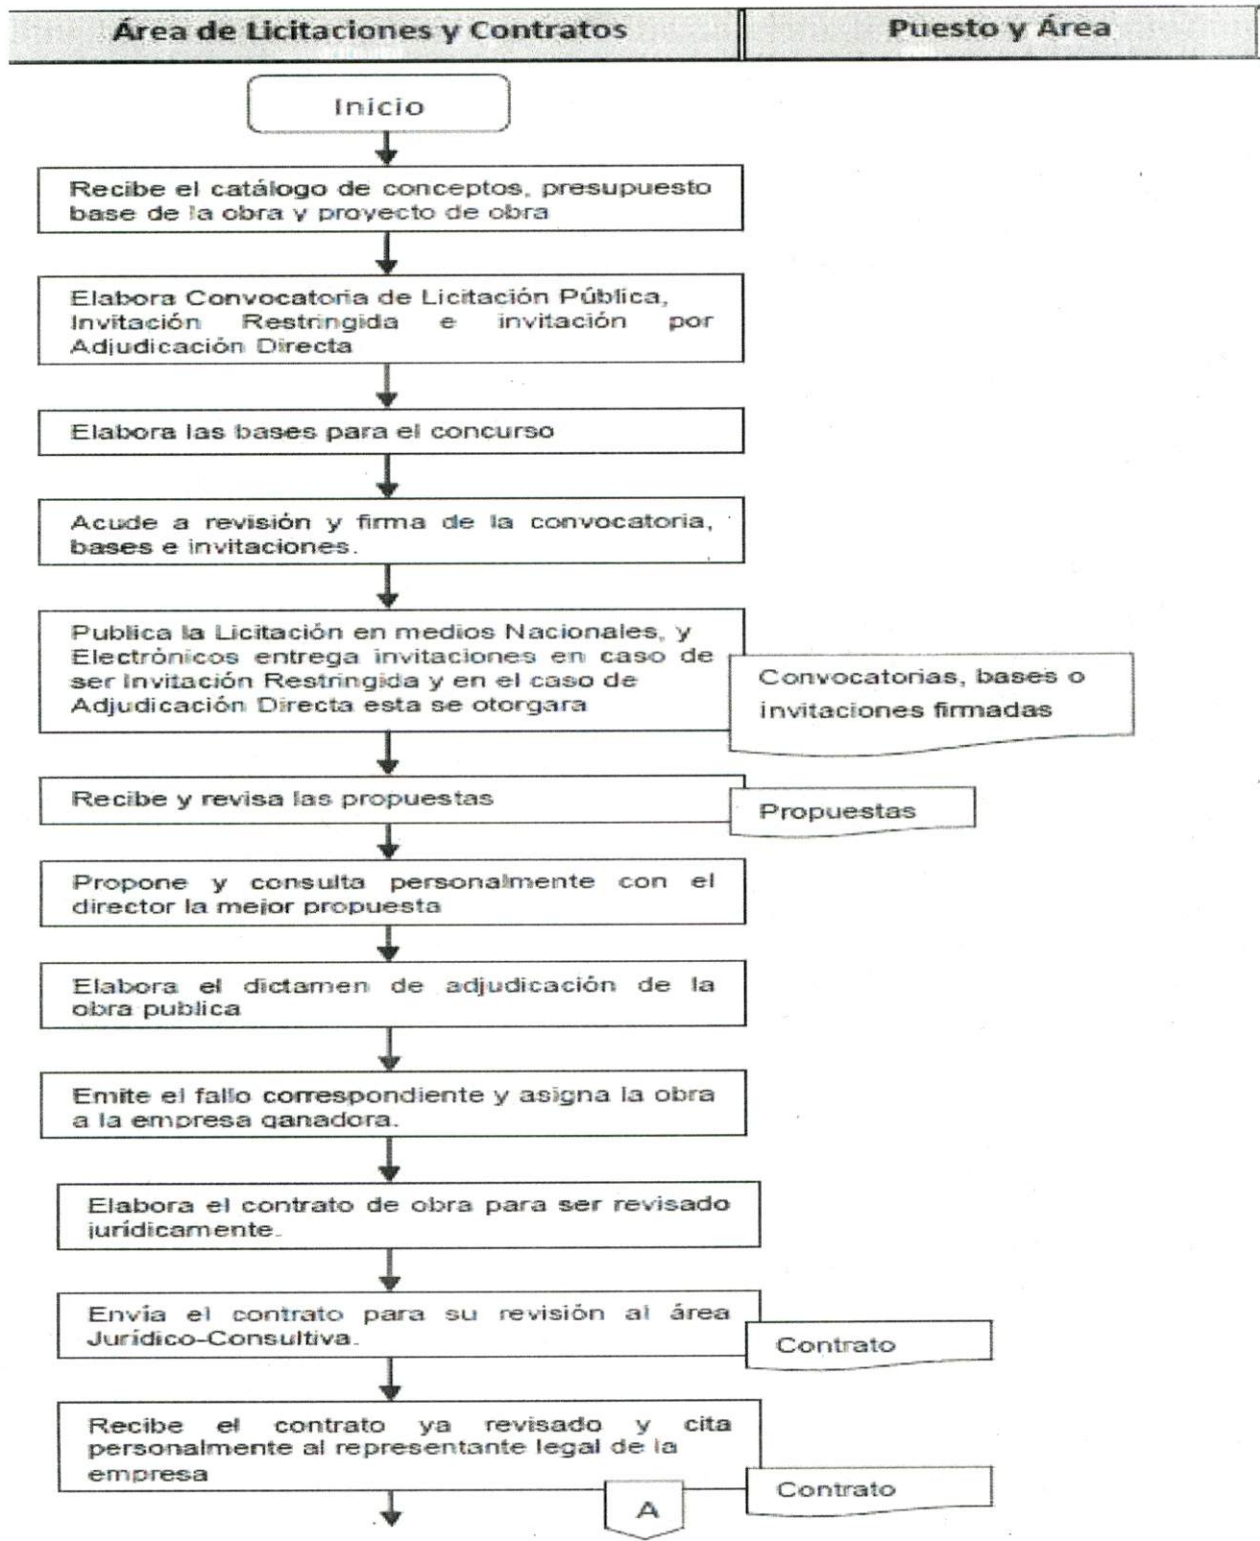 Área de Licitaciones y Contratos
Puesto y Área
Inicio
Recibe el catálogo de conceptos, presupuesto
base de la obra y proyecto de obra
Elabora Convocatoria de Licitación Pública,
Invitación Restringida e invitación por
Adjudicación Directa
Elabora las bases para el concurso
Acude a revisión y firma de la convocatoria,
bases e invitaciones.
Publica la Licitación en medios Nacionales, y
Electrónicos entrega invitaciones en caso de
ser Invitación Restringida y en el caso de
Adjudicación Directa esta se otorgara
Convocatorias, bases o
invitaciones firmadas
Recibe y revisa las propuestas
Propuestas
Propone y consulta personalmente con el
director la mejor propuesta
Elabora el dictamen de adjudicación de la
obra publica
Emite el fallo correspondiente y asigna la obra
a la empresa ganadora.
Elabora el contrato de obra para ser revisado
jurídicamente.
Envía el contrato para su revisión al área
Jurídico-Consultiva.
Contrato
Recibe el contrato ya revisado y cita
personalmente al representante legal de la
empresa
Contrato
A